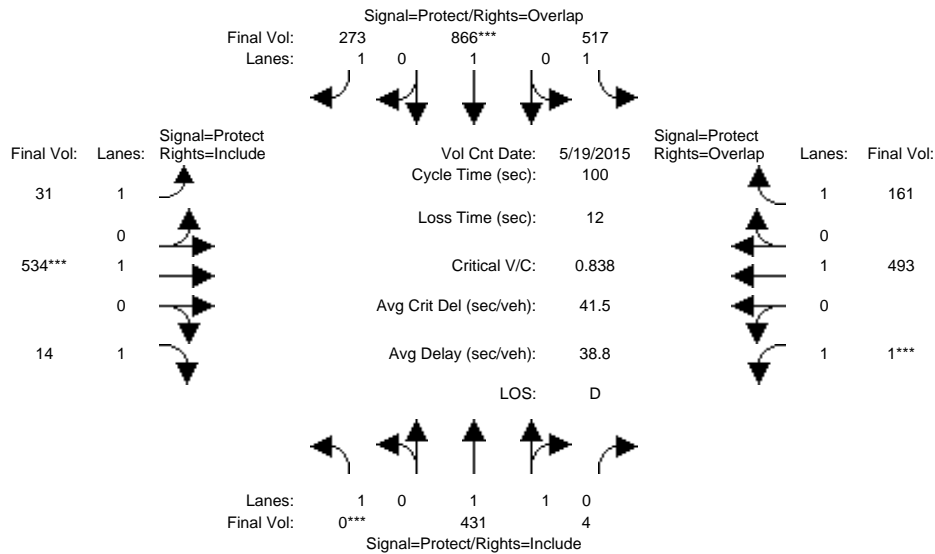 Signal=Protect/Rights=Overlap
Final Vol: 273 866*** 517
Lanes: 1 0 1 0 1
Signal=Protect Signal=Protect
Final Vol: Lanes: Rights=Include Vol Cnt Date: 5/19/2015 Rights=Overlap Lanes: Final Vol:
Cycle Time (sec): 100
31 1 1 161
Loss Time (sec): 12
0 0
534*** 1 Critical V/C: 0.838 1 493
0 Avg Crit Del (sec/veh): 41.5 0
14 1 Avg Delay (sec/veh): 38.8 1 1***
LOS: D
Lanes: 1 0 1 1 0
Final Vol: 0*** 431 4
Signal=Protect/Rights=Include